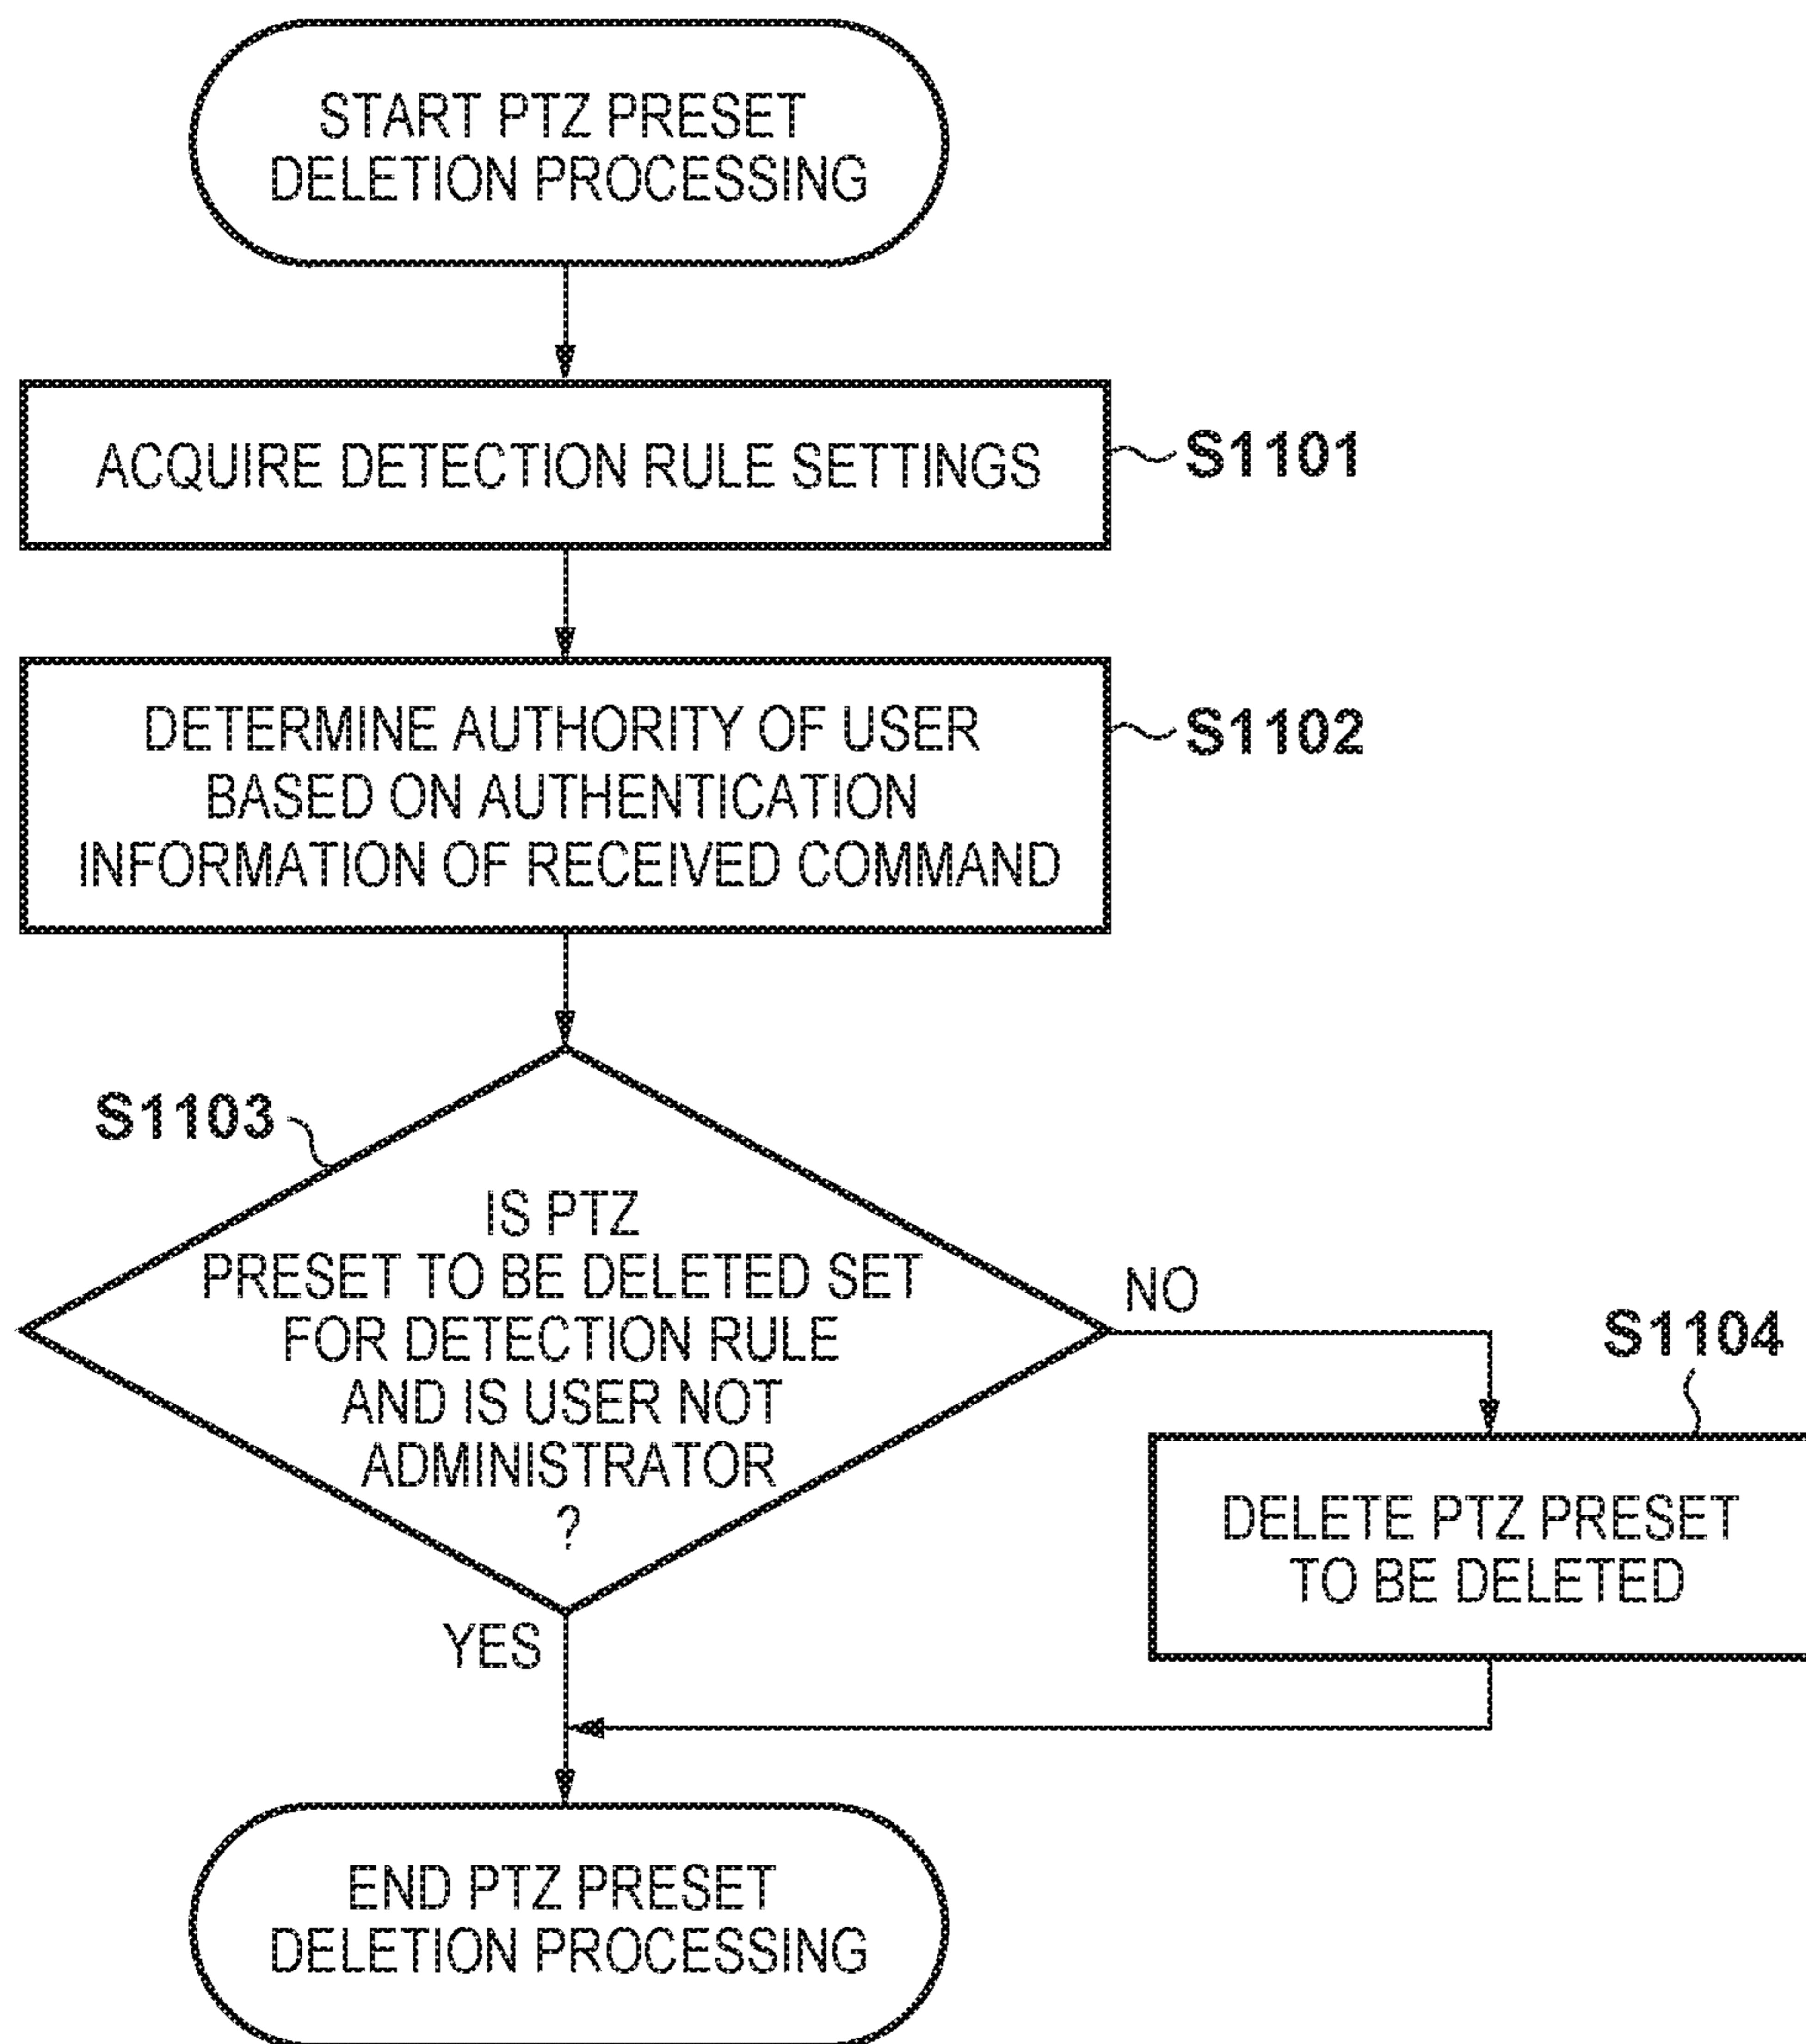 START PTZ PRESET
DELETION PROCESSING
ACQUIRE DETECTION RULE SETTINGS
S1101
DETERMINE AUTHORITY OF USER
BASED ON AUTHENTICATION
INFORMATION OF RECEIVED COMMAND
S1102
S1103
IS PTZ
PRESET TO BE DELETED SET
FOR DETECTION RULE
AND IS USER NOT
ADMINISTRATOR
?
NO
S1104
DELETE PTZ PRESET
TO BE DELETED
YES
END PTZ PRESET
DELETION PROCESSING